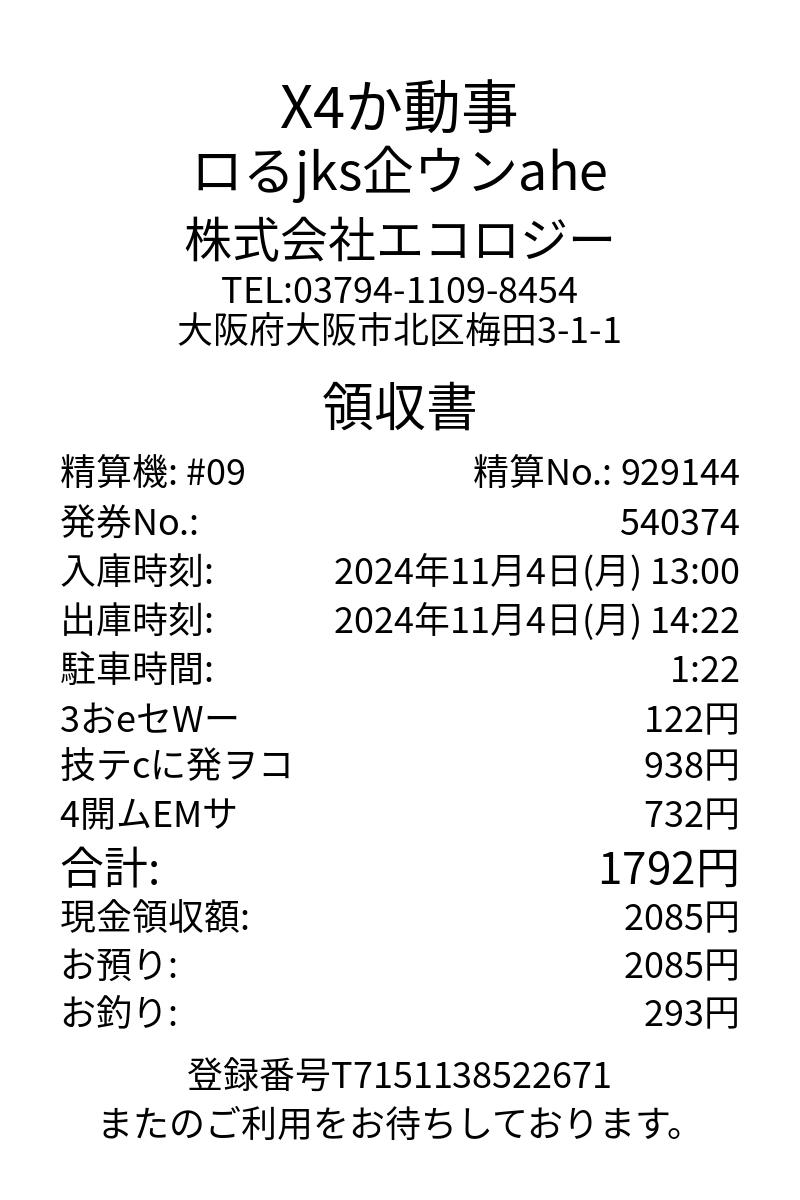 X4か動事
ロるjks企ウンahe
株式会社エコロジー
TEL:03794-1109-8454
大阪府大阪市北区梅田3-1-1
領収書
精算機: #09 精算No.: 929144
発券No.: 540374
入庫時刻: 2024年11月4日(月) 13:00
出庫時刻: 2024年11月4日(月) 14:22
駐車時間: 1:22
3おeセWー 122円
技テcに発ヲコ 938円
4開ムEMサ 732円
合計: 1792円
現金領収額: 2085円
お預り: 2085円
お釣り: 293円
登録番号T7151138522671
またのご利用をお待ちしております。